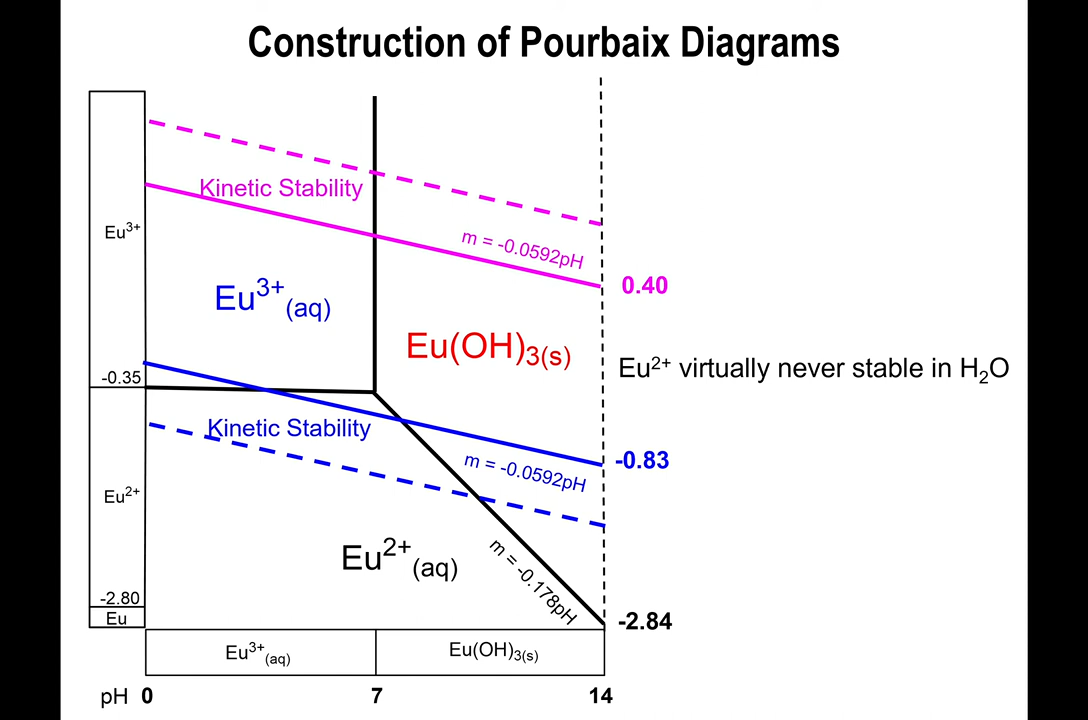 Construction of Pourbaix Diagrams
Kinetic Stability
Eu³⁺
m = -0.0592pH
0.40
Eu³⁺(aq)
Eu(OH)₃(s)
Eu²⁺ virtually never stable in H₂O
-0.35
Kinetic Stability
-0.83
m = -0.0592pH
Eu²⁺
Eu²⁺(aq)
m = -0.178pH
-2.80
Eu
-2.84
Eu³⁺(aq)
Eu(OH)₃(s)
pH 0 7 14